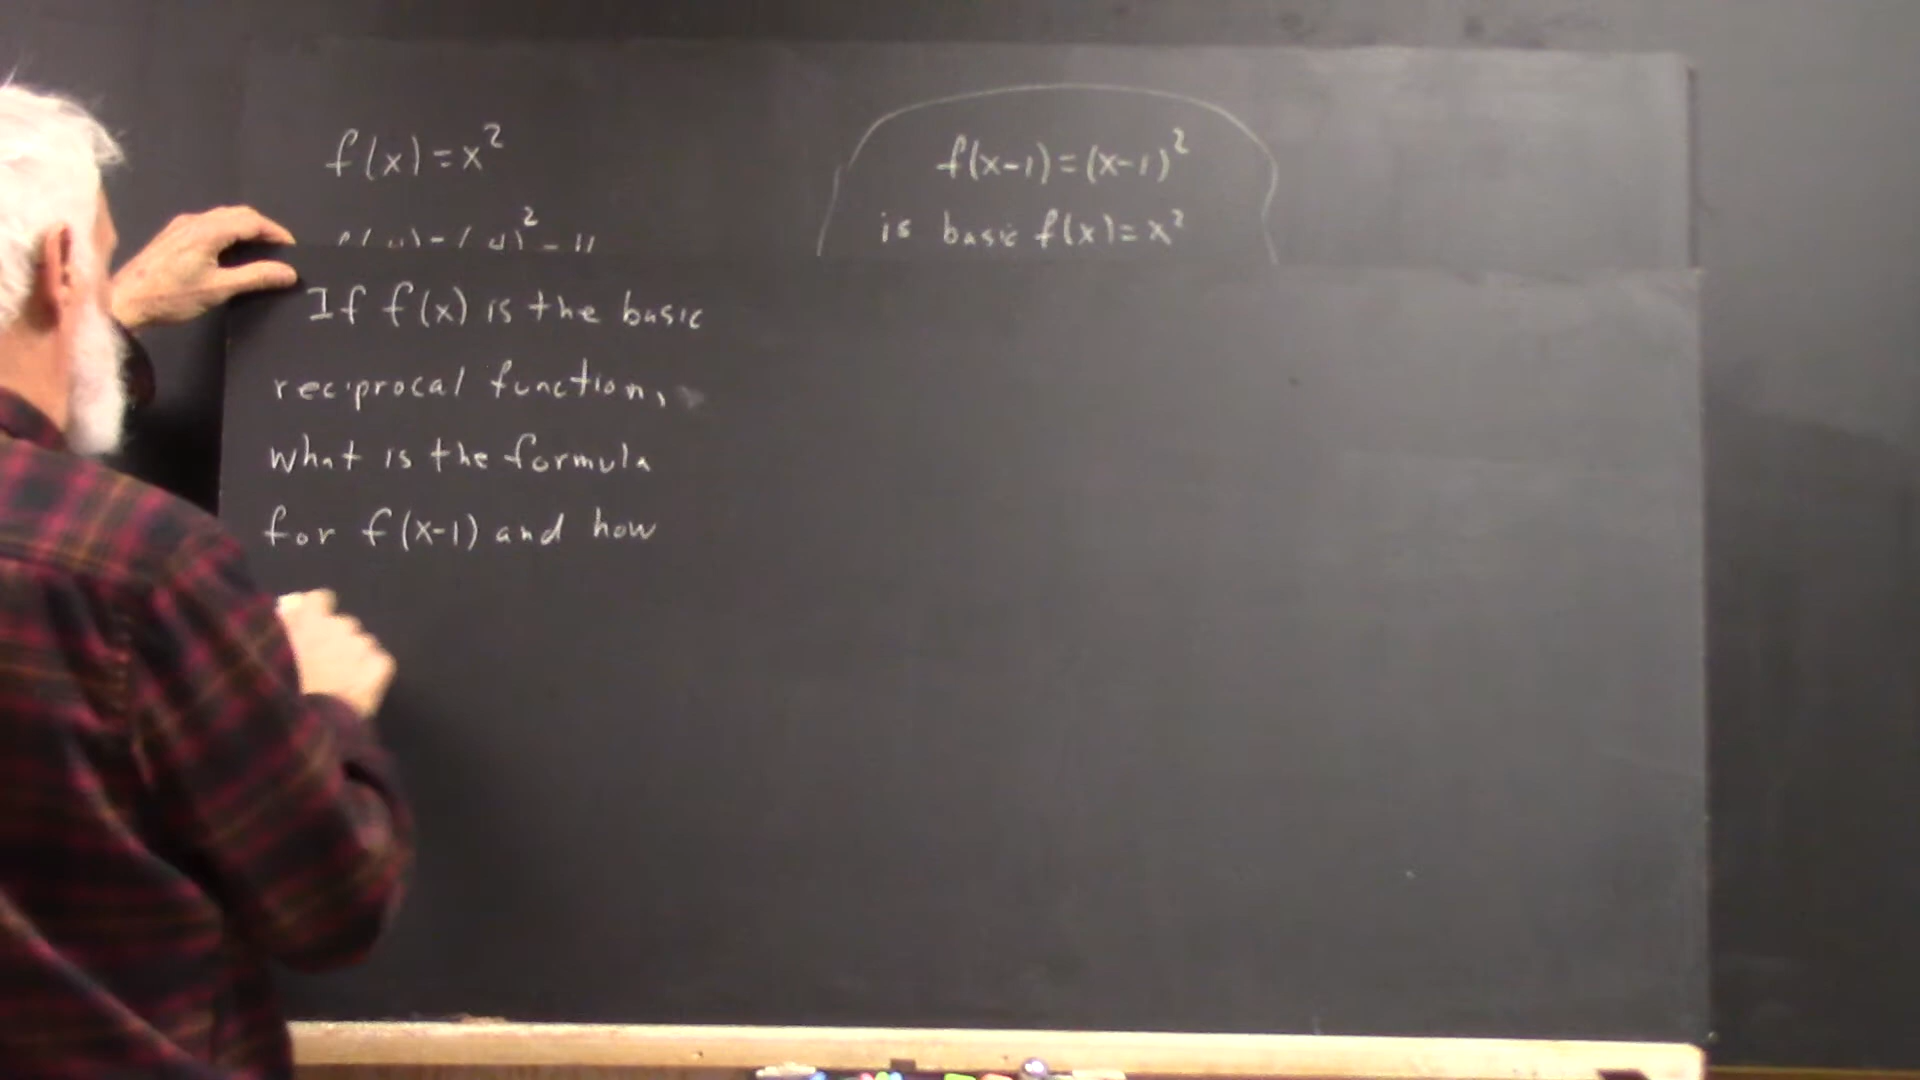 f(x)=x²
f(x-1)=(x-1)²
is basic f(x)=x²
If f(x) is the basic
reciprocal function,
what is the formula
for f(x-1) and how